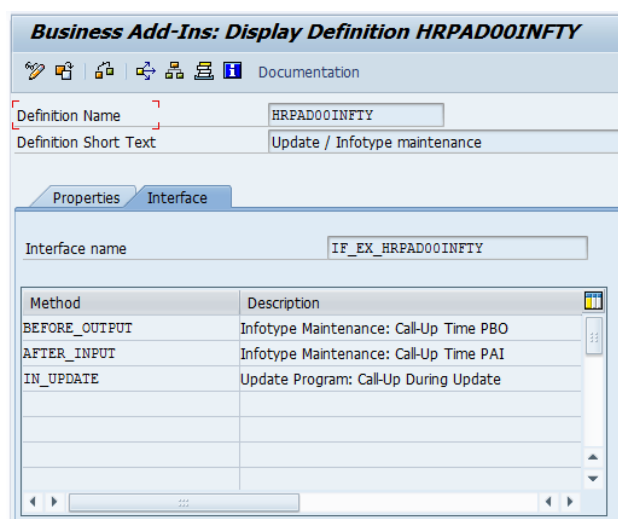 Business Add-Ins: Display Definition HRPAD00INFTY
Documentation
Definition Name HRPAD00INFTY
Definition Short Text Update / Infotype maintenance
Properties Interface
Interface name IF_EX_HRPAD00INFTY
Method Description
BEFORE_OUTPUT Infotype Maintenance: Call-Up Time PBO
AFTER_INPUT Infotype Maintenance: Call-Up Time PAI
IN_UPDATE Update Program: Call-Up During Update